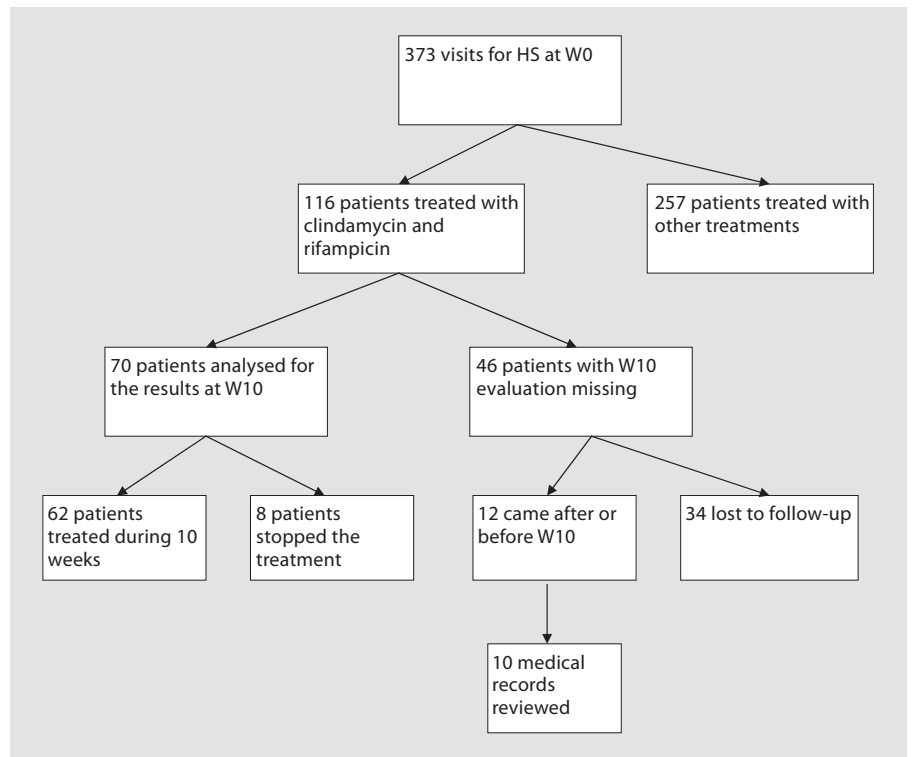 373 visits for HS at W0
116 patients treated with
clindamycin and
rifampicin
257 patients treated with
other treatments
70 patients analysed for
the results at W10
46 patients with W10
evaluation missing
62 patients
treated during 10
weeks
8 patients
stopped the
treatment
12 came after or
before W10
34 lost to follow-up
10 medical
records
reviewed